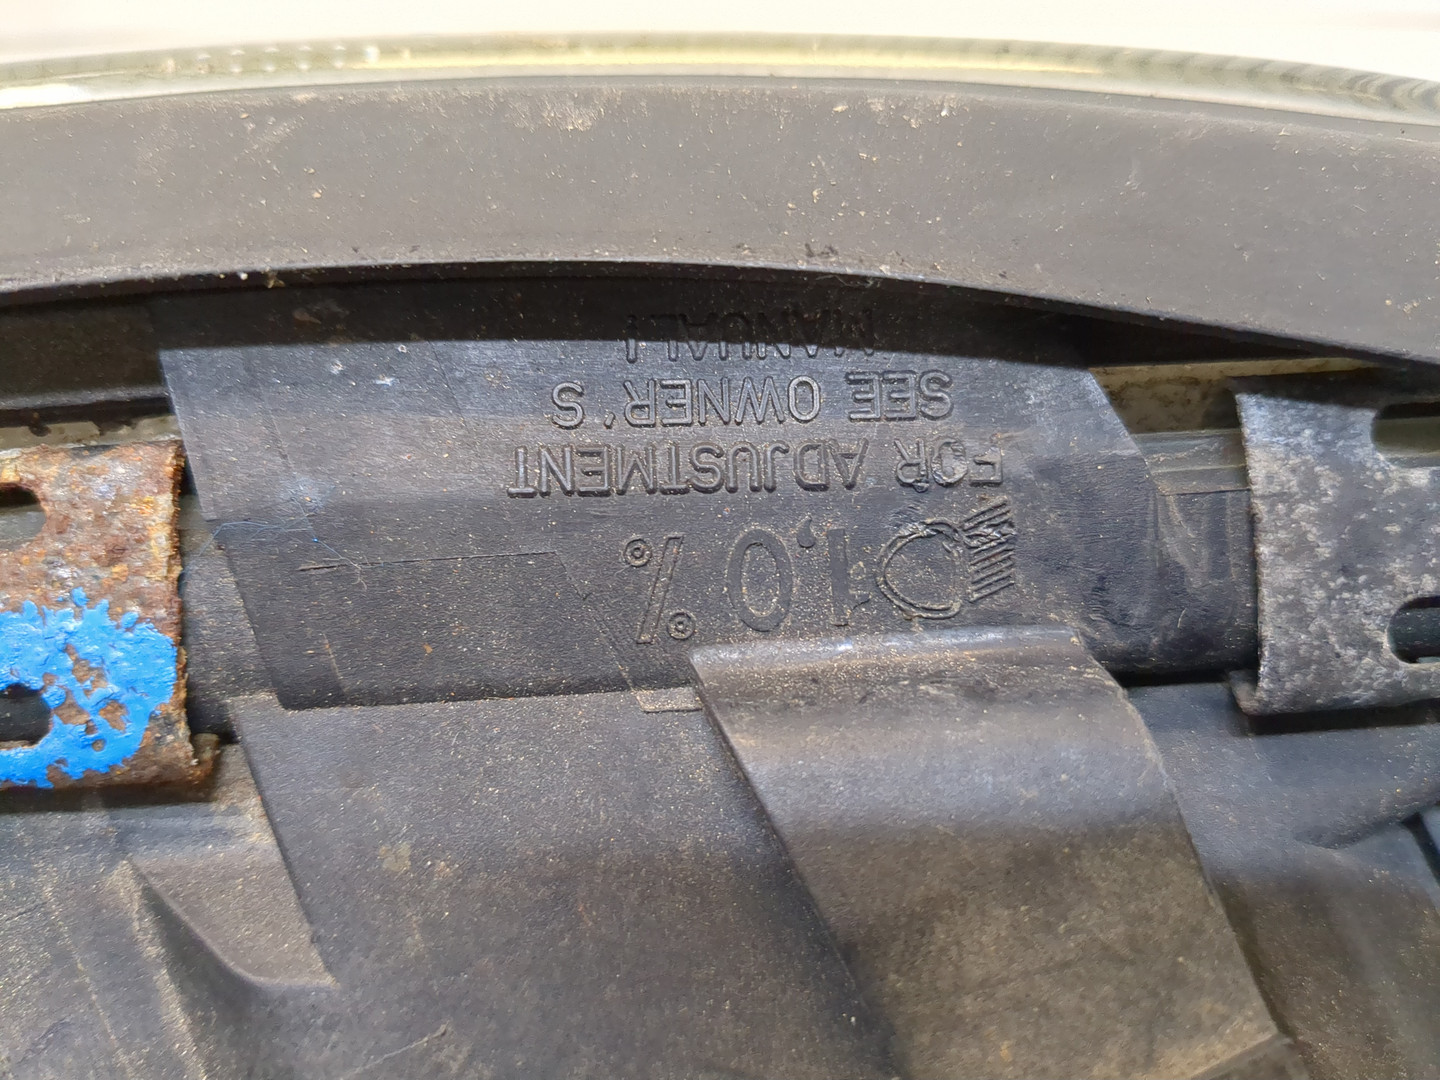 1,0 %
FOR ADJUSTMENT
SEE OWNER'S
MANUAL!